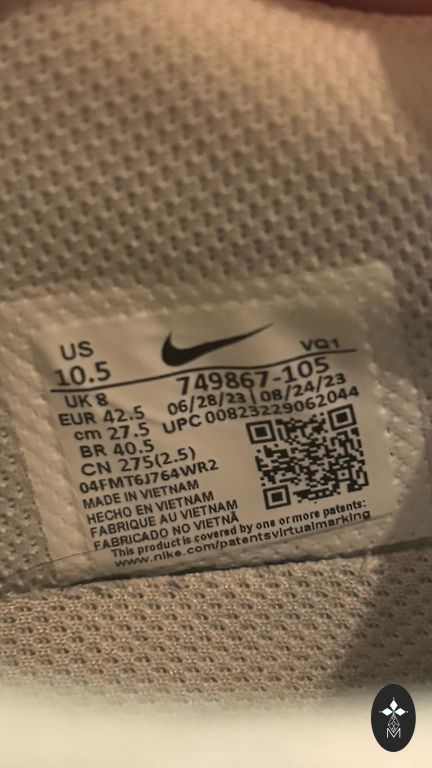 US
10.5
VQ1
UK 8
EUR 42.5
cm 27.5
BR 40.5
CN 275(2.5)
749867-105
06/28/23 | 08/24/23
UPC 00823229062044
04FMT6J764WR2
MADE IN VIETNAM
HECHO EN VIETNAM
FABRIQUE AU VIETNAM
FABRICADO NO VIETNÃ
This product is covered by one or more patents:
www.nike.com/patentsvirtualmarking
M